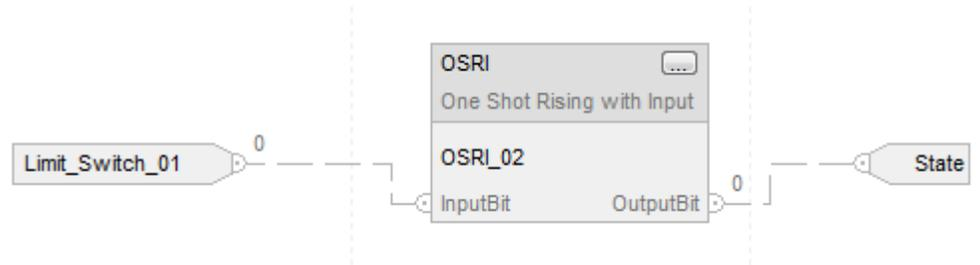 OSRI
...
One Shot Rising with Input
0
Limit_Switch_01
OSRI_02
State
0
InputBit
OutputBit